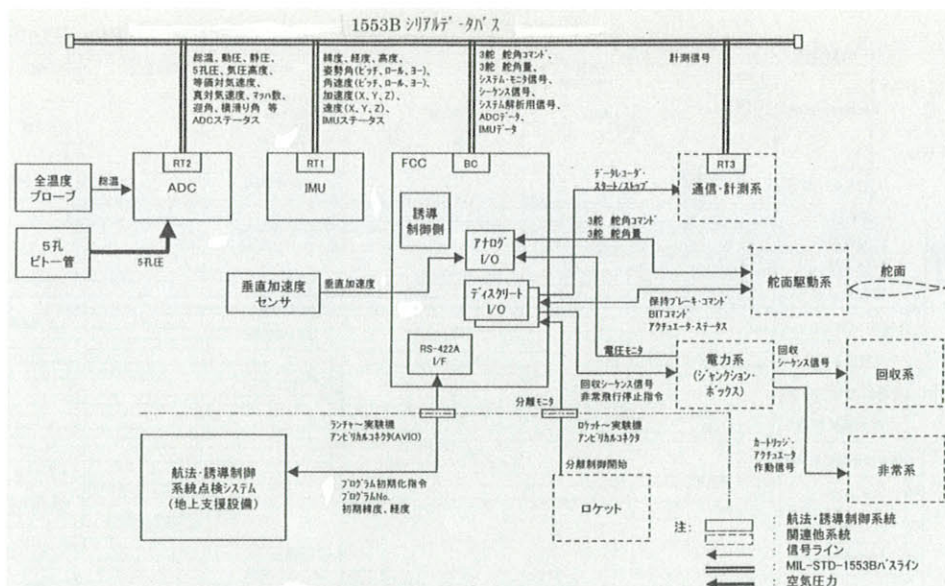 1553B シリアルデータバス
総温、動圧、静圧、
5孔圧、気圧高度、
等価対気速度、
真対気速度、マッハ数、
迎角、横滑り角 等
ADCステータス
緯度、経度、高度、
姿勢角(ピッチ、ロール、ヨー)、
角速度(ピッチ、ロール、ヨー)、
加速度(X, Y, Z)、
速度(X, Y, Z)、
IMUステータス
3舵 舵角コマンド、
3舵 舵角量、
システム・モニタ信号、
シーケンス信号、
システム解析用信号、
ADCデータ、
IMUデータ
計測信号
RT2
ADC
RT1
IMU
FCC
BC
RT3
通信・計測系
全温度
プローブ
総温
5孔
ピトー管
5孔圧
誘導
制御側
アナログ
I/O
ディスクリート
I/O
RS-422A
I/F
垂直加速度
センサ
垂直加速度
データレコーダ・
スタート/ストップ
3舵 舵角コマンド
3舵 舵角量
舵面駆動系
舵面
保持ブレーキ・コマンド
BITコマンド
アクチュエータ・ステータス
電圧モニタ
電力系
(ジャンクション・
ボックス)
回収
シーケンス信号
回収系
回収シーケンス信号
非常飛行停止指令
分離モニタ
ランチャ～実験機
アンビリカルコネクタ(AVIO)
ロケット～実験機
アンビリカルコネクタ
カートリッジ・
アクチュエータ
作動信号
非常系
航法・誘導制御
系統点検システム
(地上支援設備)
プログラム初期化指令
プログラムNo.
初期緯度、経度
分離制御開始
ロケット
注:
: 航法・誘導制御系統
: 関連他系統
: 信号ライン
: MIL-STD-1553Bバスライン
: 空気圧力